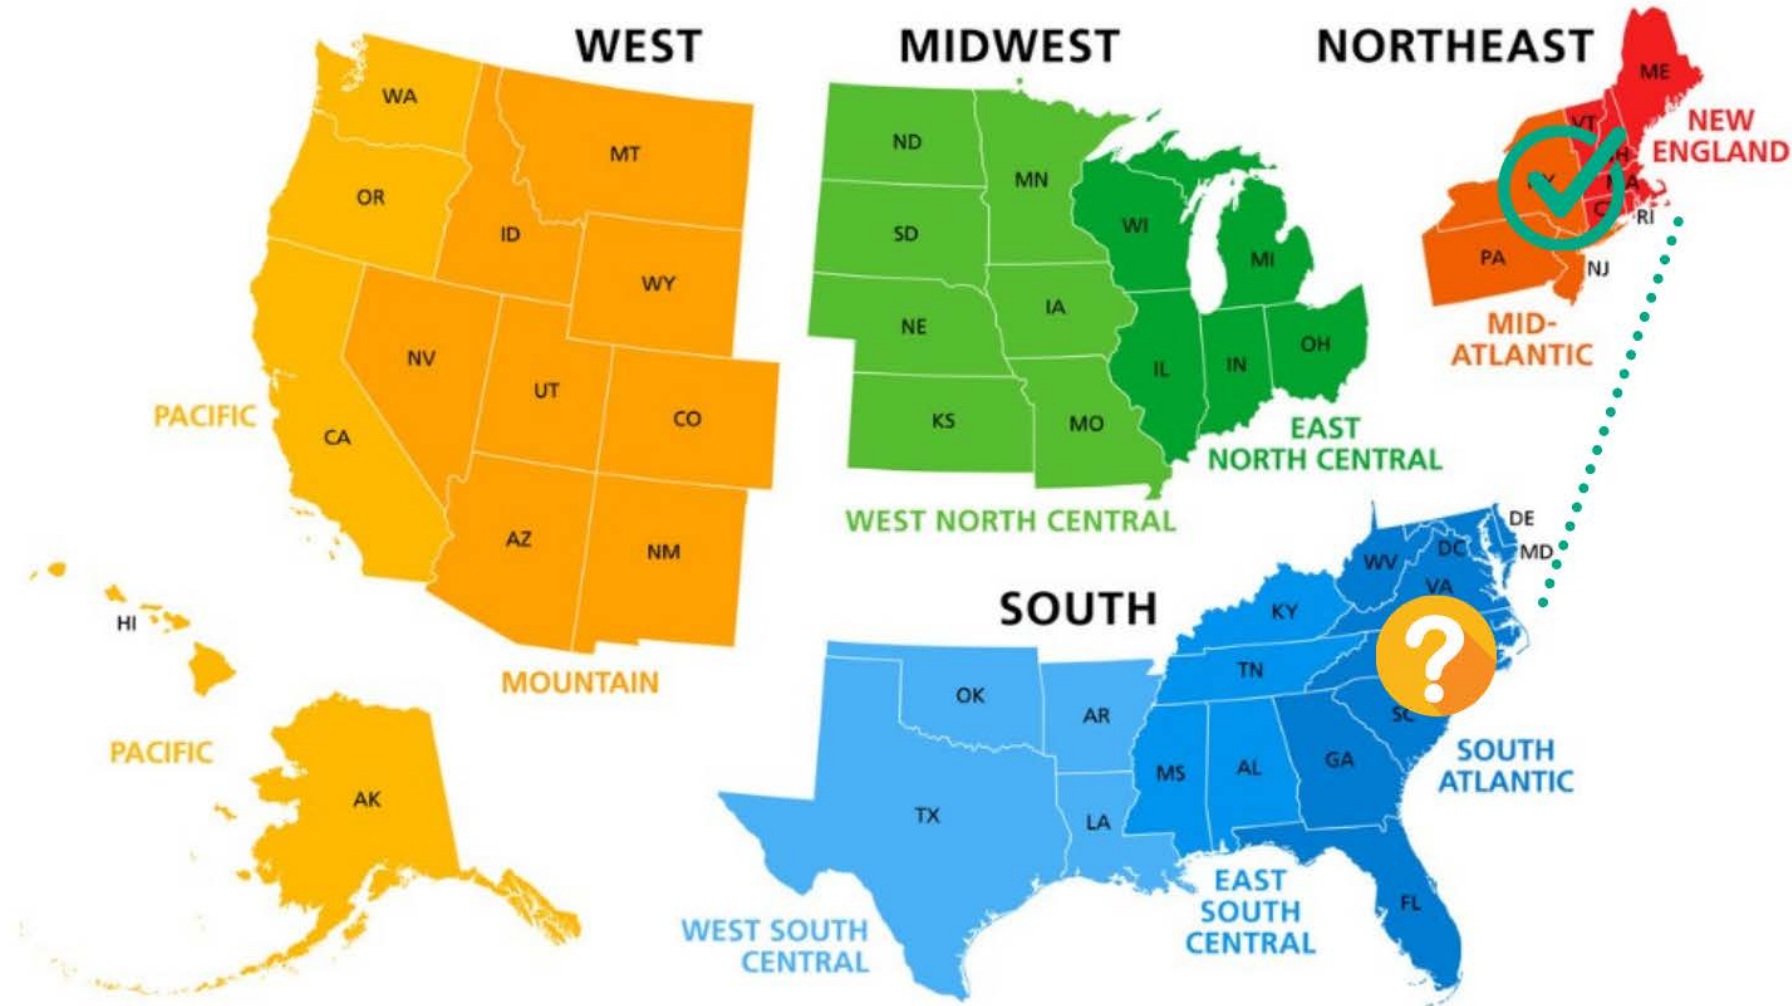 WEST
MIDWEST
NORTHEAST
WA
OR
MT
ID
WY
NV
UT
CO
CA
AZ
NM
PACIFIC
MOUNTAIN
HI
PACIFIC
AK
ND
MN
SD
WI
MI
NE
IA
IL
IN
OH
KS
MO
EAST
NORTH CENTRAL
WEST NORTH CENTRAL
ME
VT
NEW
ENGLAND
MA
RI
PA
NJ
MID-
ATLANTIC
SOUTH
DE
MD
DC
WV
VA
KY
?
TN
OK
AR
SC
MS
AL
GA
SOUTH
ATLANTIC
TX
LA
FL
EAST
SOUTH
CENTRAL
WEST SOUTH
CENTRAL